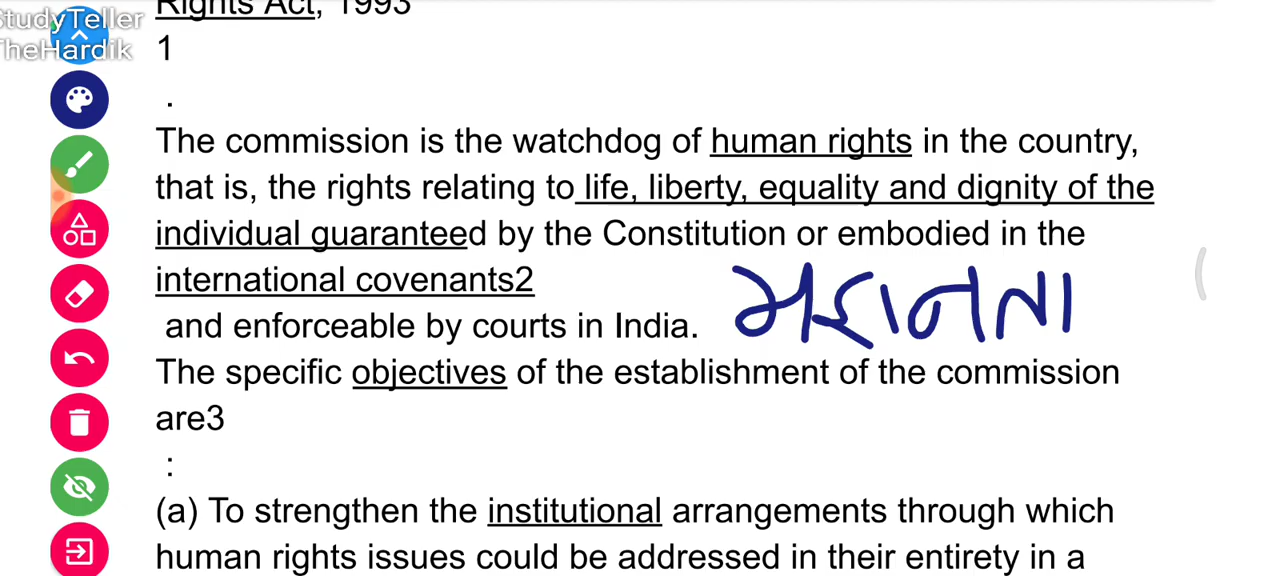 Rights Act, 1993
StudyTeller
TheHardik
1
.
The commission is the watchdog of human rights in the country,
that is, the rights relating to life, liberty, equality and dignity of the
individual guaranteed by the Constitution or embodied in the
international covenants2
and enforceable by courts in India.
The specific objectives of the establishment of the commission
are3
:
(a) To strengthen the institutional arrangements through which
human rights issues could be addressed in their entirety in a